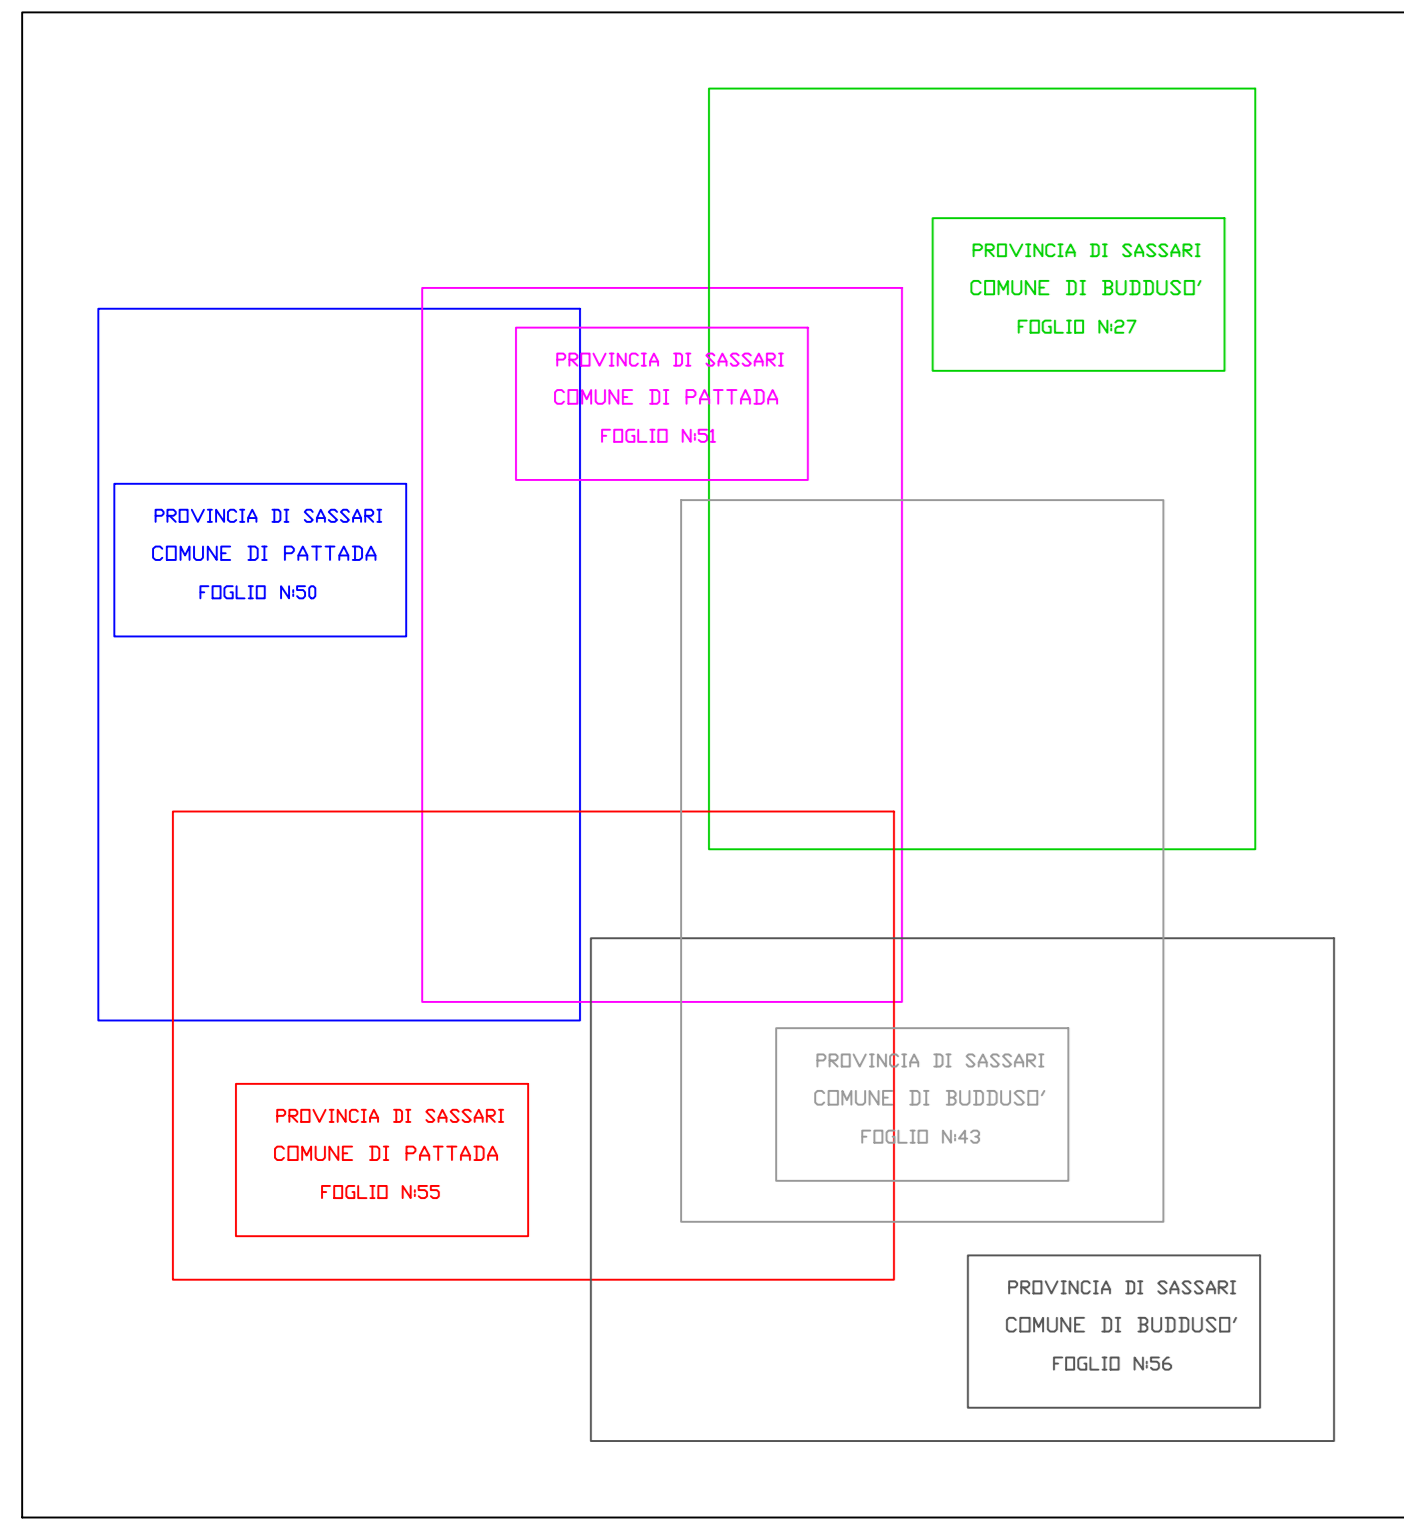 PROVINCIA DI SASSARI
COMUNE DI BUDDUSO'
FOGLIO N:27
PROVINCIA DI SASSARI
COMUNE DI PATTADA
FOGLIO N:51
PROVINCIA DI SASSARI
COMUNE DI PATTADA
FOGLIO N:50
PROVINCIA DI SASSARI
COMUNE DI BUDDUSO'
FOGLIO N:43
PROVINCIA DI SASSARI
COMUNE DI PATTADA
FOGLIO N:55
PROVINCIA DI SASSARI
COMUNE DI BUDDUSO'
FOGLIO N:56